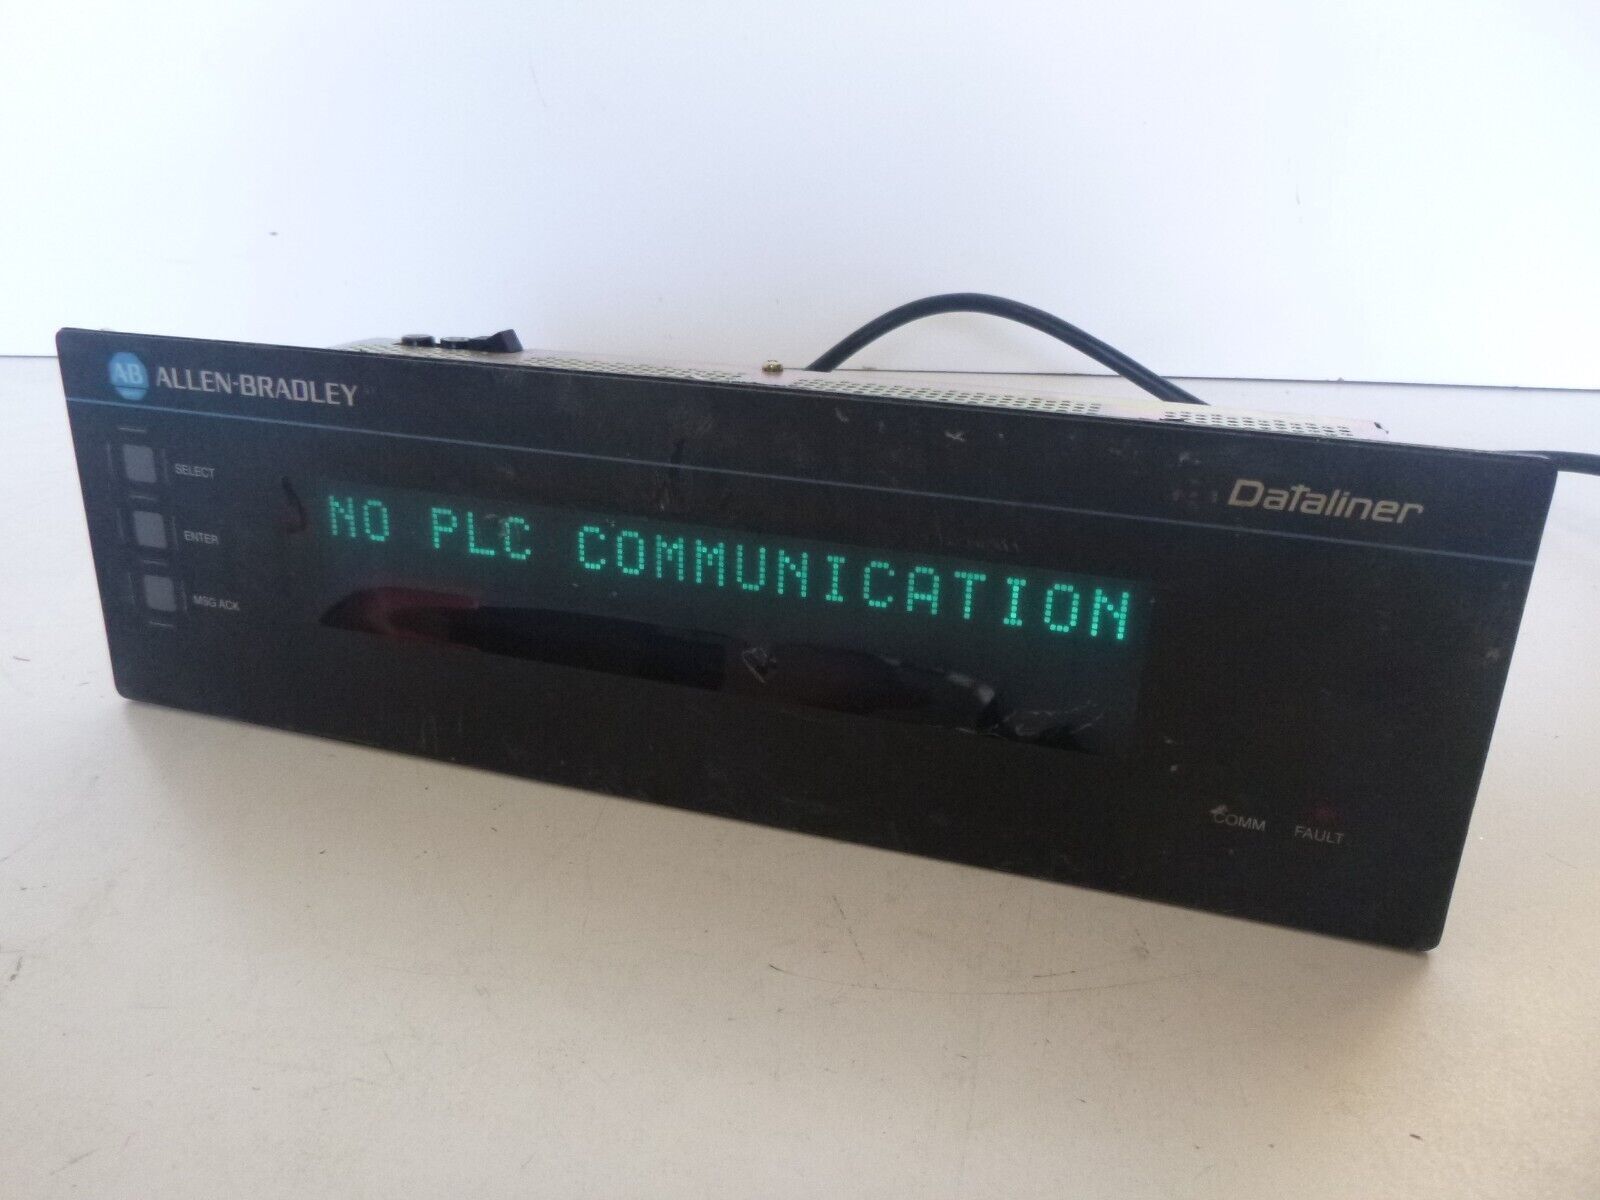 AB ALLEN-BRADLEY
Dataliner
SELECT
ENTER
MSG ACK
NO PLC COMMUNICATION
COMM FAULT